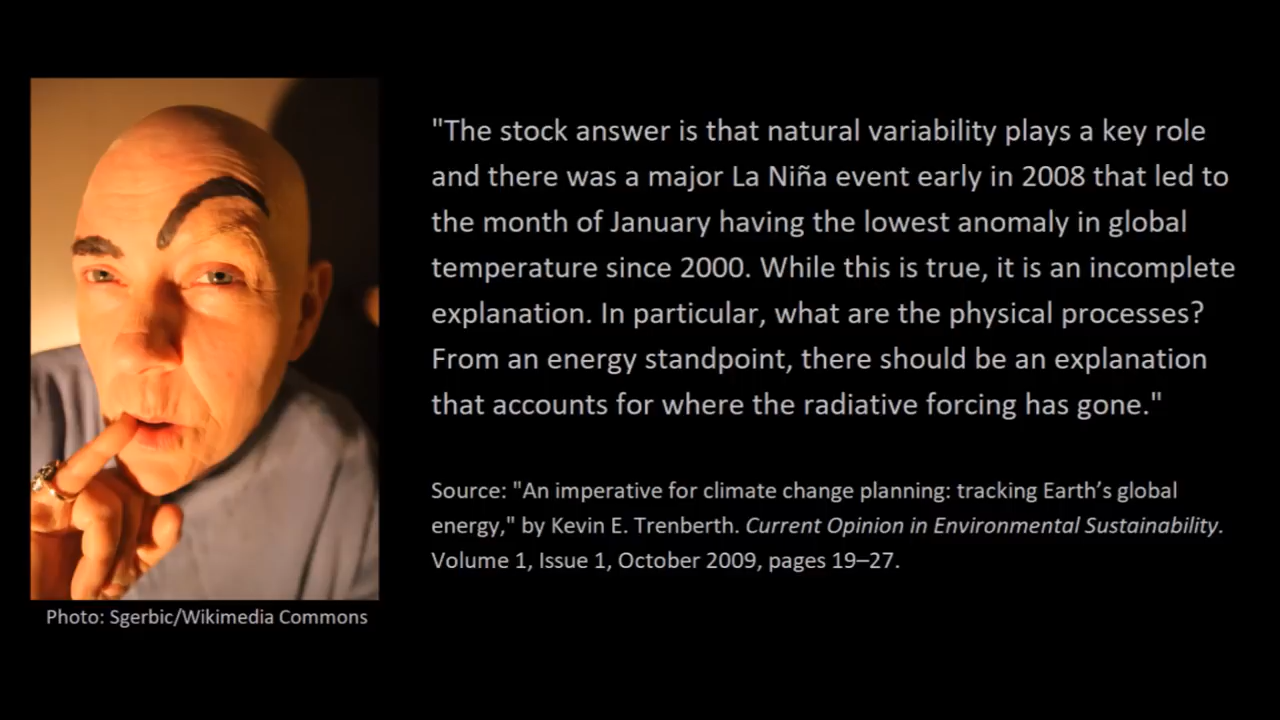 "The stock answer is that natural variability plays a key role
and there was a major La Niña event early in 2008 that led to
the month of January having the lowest anomaly in global
temperature since 2000. While this is true, it is an incomplete
explanation. In particular, what are the physical processes?
From an energy standpoint, there should be an explanation
that accounts for where the radiative forcing has gone."
Source: "An imperative for climate change planning: tracking Earth’s global
energy," by Kevin E. Trenberth. Current Opinion in Environmental Sustainability.
Volume 1, Issue 1, October 2009, pages 19–27.
Photo: Sgerbic/Wikimedia Commons